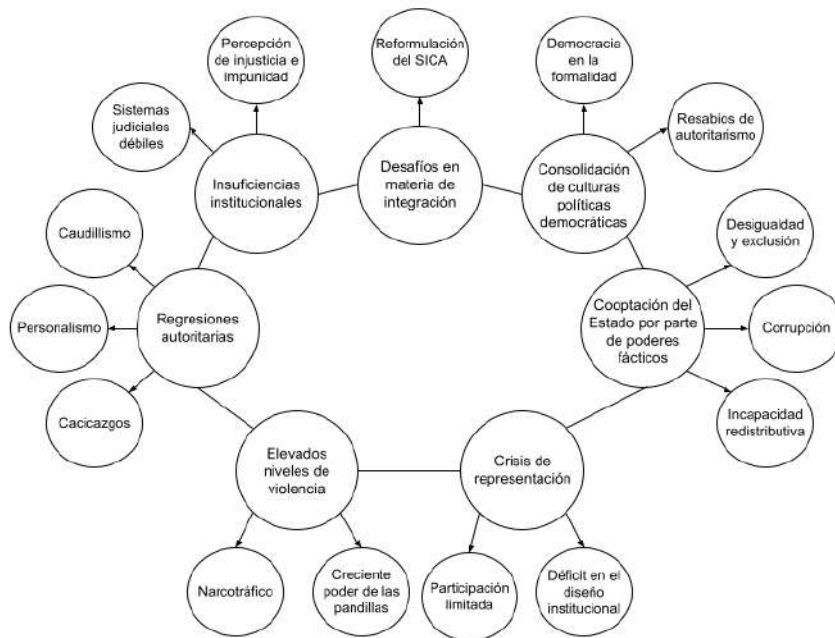 Percepción
de injusticia e
impunidad
Reformulación
del SICA
Democracia
en la
formalidad
Sistemas
judiciales
débiles
Resabios de
autoritarismo
Insuficiencias
institucionales
Desafíos en
materia de
integración
Consolidación
de culturas
políticas
democráticas
Caudillismo
Desigualdad
y exclusión
Personalismo
Regresiones
autoritarias
Cooptación del
Estado por parte
de poderes
fácticos
Corrupción
Cacicazgos
Incapacidad
redistributiva
Elevados
niveles de
violencia
Crisis de
representación
Narcotráfico
Creciente
poder de las
pandillas
Participación
limitada
Déficit en el
diseño
institucional